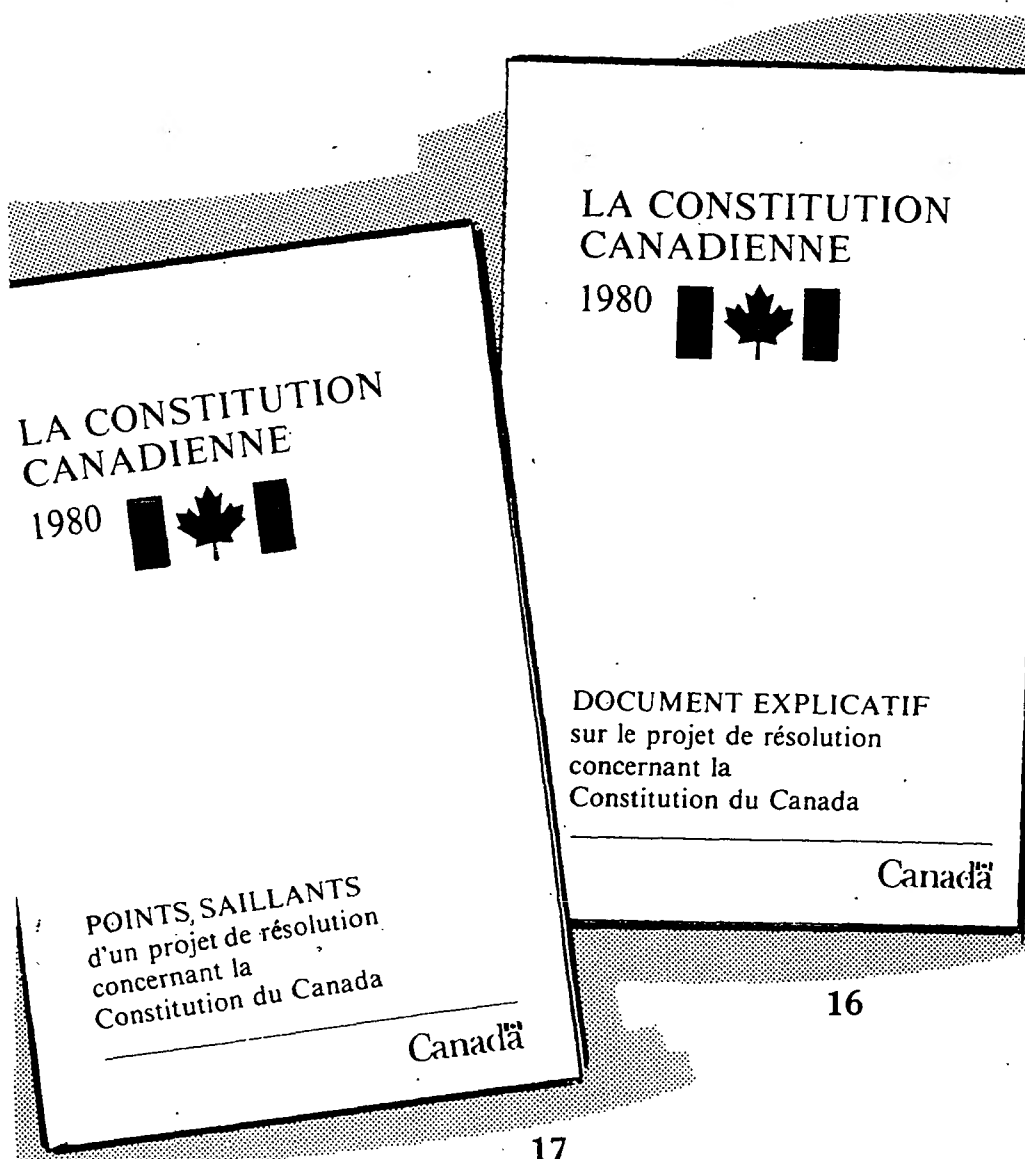 LA CONSTITUTION
CANADIENNE
1980
POINTS SAILLANTS
d'un projet de résolution
concernant la
Constitution du Canada
Canada
17
LA CONSTITUTION
CANADIENNE
1980
DOCUMENT EXPLICATIF
sur le projet de résolution
concernant la
Constitution du Canada
Canada
16